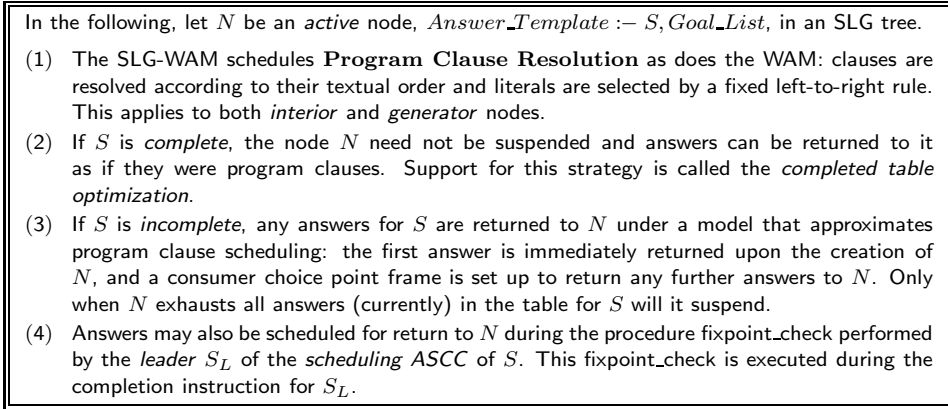 In the following, let N be an active node, Answer_Template :- S, Goal_List, in an SLG tree.
(1) The SLG-WAM schedules Program Clause Resolution as does the WAM: clauses are
resolved according to their textual order and literals are selected by a fixed left-to-right rule.
This applies to both interior and generator nodes.
(2) If S is complete, the node N need not be suspended and answers can be returned to it
as if they were program clauses. Support for this strategy is called the completed table
optimization.
(3) If S is incomplete, any answers for S are returned to N under a model that approximates
program clause scheduling: the first answer is immediately returned upon the creation of
N, and a consumer choice point frame is set up to return any further answers to N. Only
when N exhausts all answers (currently) in the table for S will it suspend.
(4) Answers may also be scheduled for return to N during the procedure fixpoint_check performed
by the leader S_L of the scheduling ASCC of S. This fixpoint_check is executed during the
completion instruction for S_L.